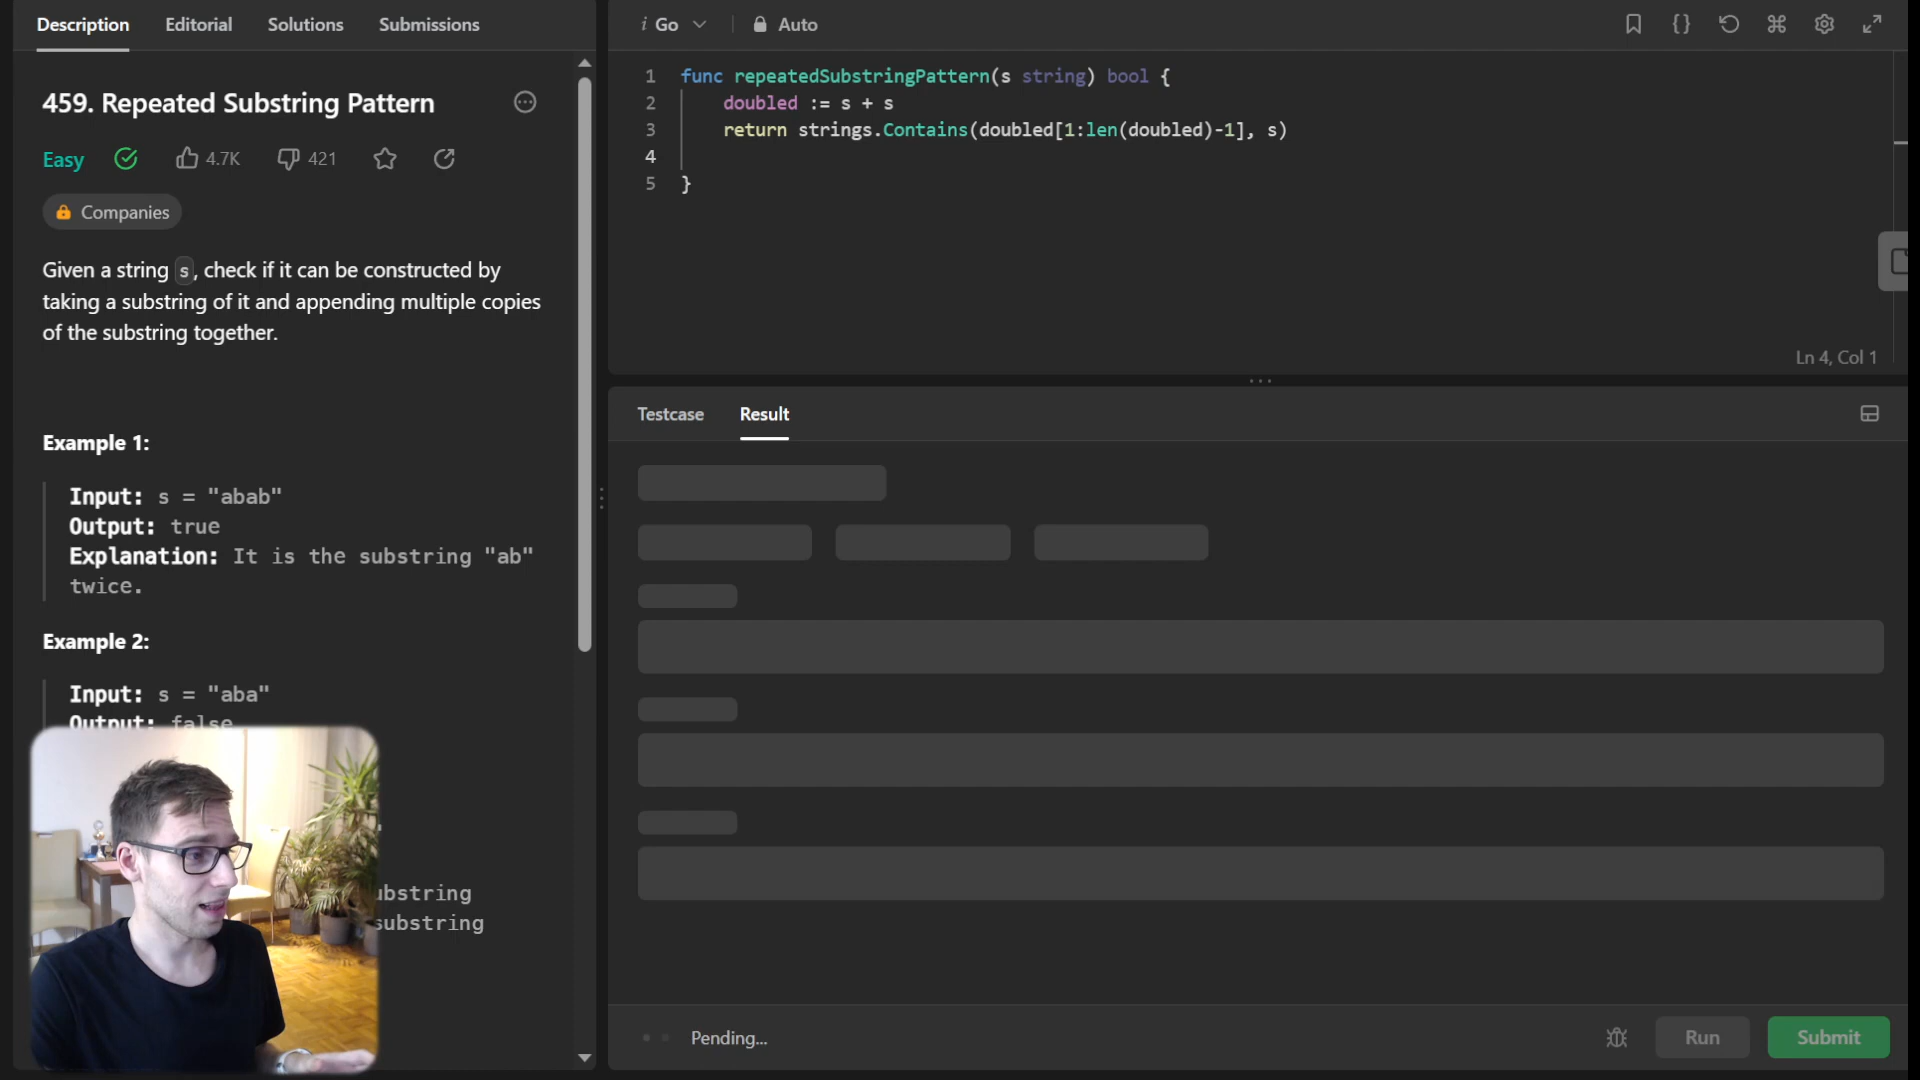 Description Editorial Solutions Submissions
459. Repeated Substring Pattern
Easy 4.7K 421
Companies
Given a string s, check if it can be constructed by
taking a substring of it and appending multiple copies
of the substring together.
Example 1:
Input: s = "abab"
Output: true
Explanation: It is the substring "ab"
twice.
Example 2:
Input: s = "aba"
Output: false
ubstring
substring
i Go Auto
1 func repeatedSubstringPattern(s string) bool {
2 doubled := s + s
3 return strings.Contains(doubled[1:len(doubled)-1], s)
4
5 }
Ln 4, Col 1
Testcase Result
Pending...
Run Submit